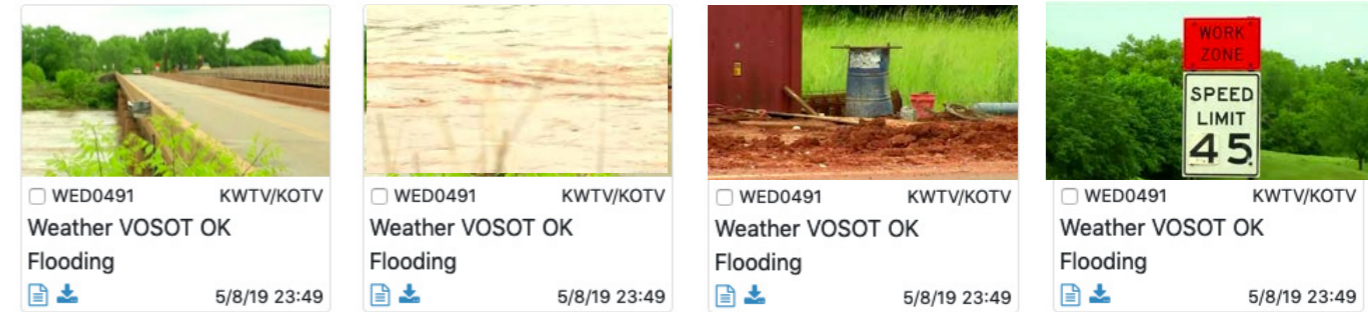 WORK
ZONE
SPEED
LIMIT
45
WED0491 KWTV/KOTV
Weather VOSOT OK
Flooding
5/8/19 23:49
WED0491 KWTV/KOTV
Weather VOSOT OK
Flooding
5/8/19 23:49
WED0491 KWTV/KOTV
Weather VOSOT OK
Flooding
5/8/19 23:49
WED0491 KWTV/KOTV
Weather VOSOT OK
Flooding
5/8/19 23:49